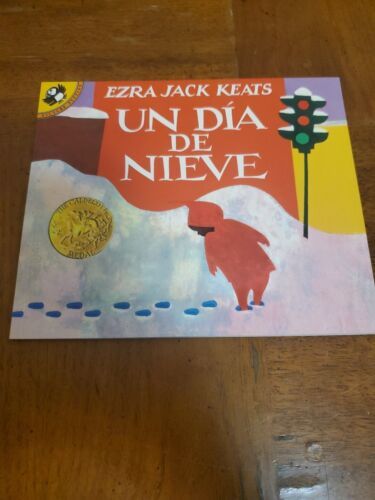 EZRA JACK KEATS
UN DÍA
DE
NIEVE
THE CALDECOTT
MEDAL